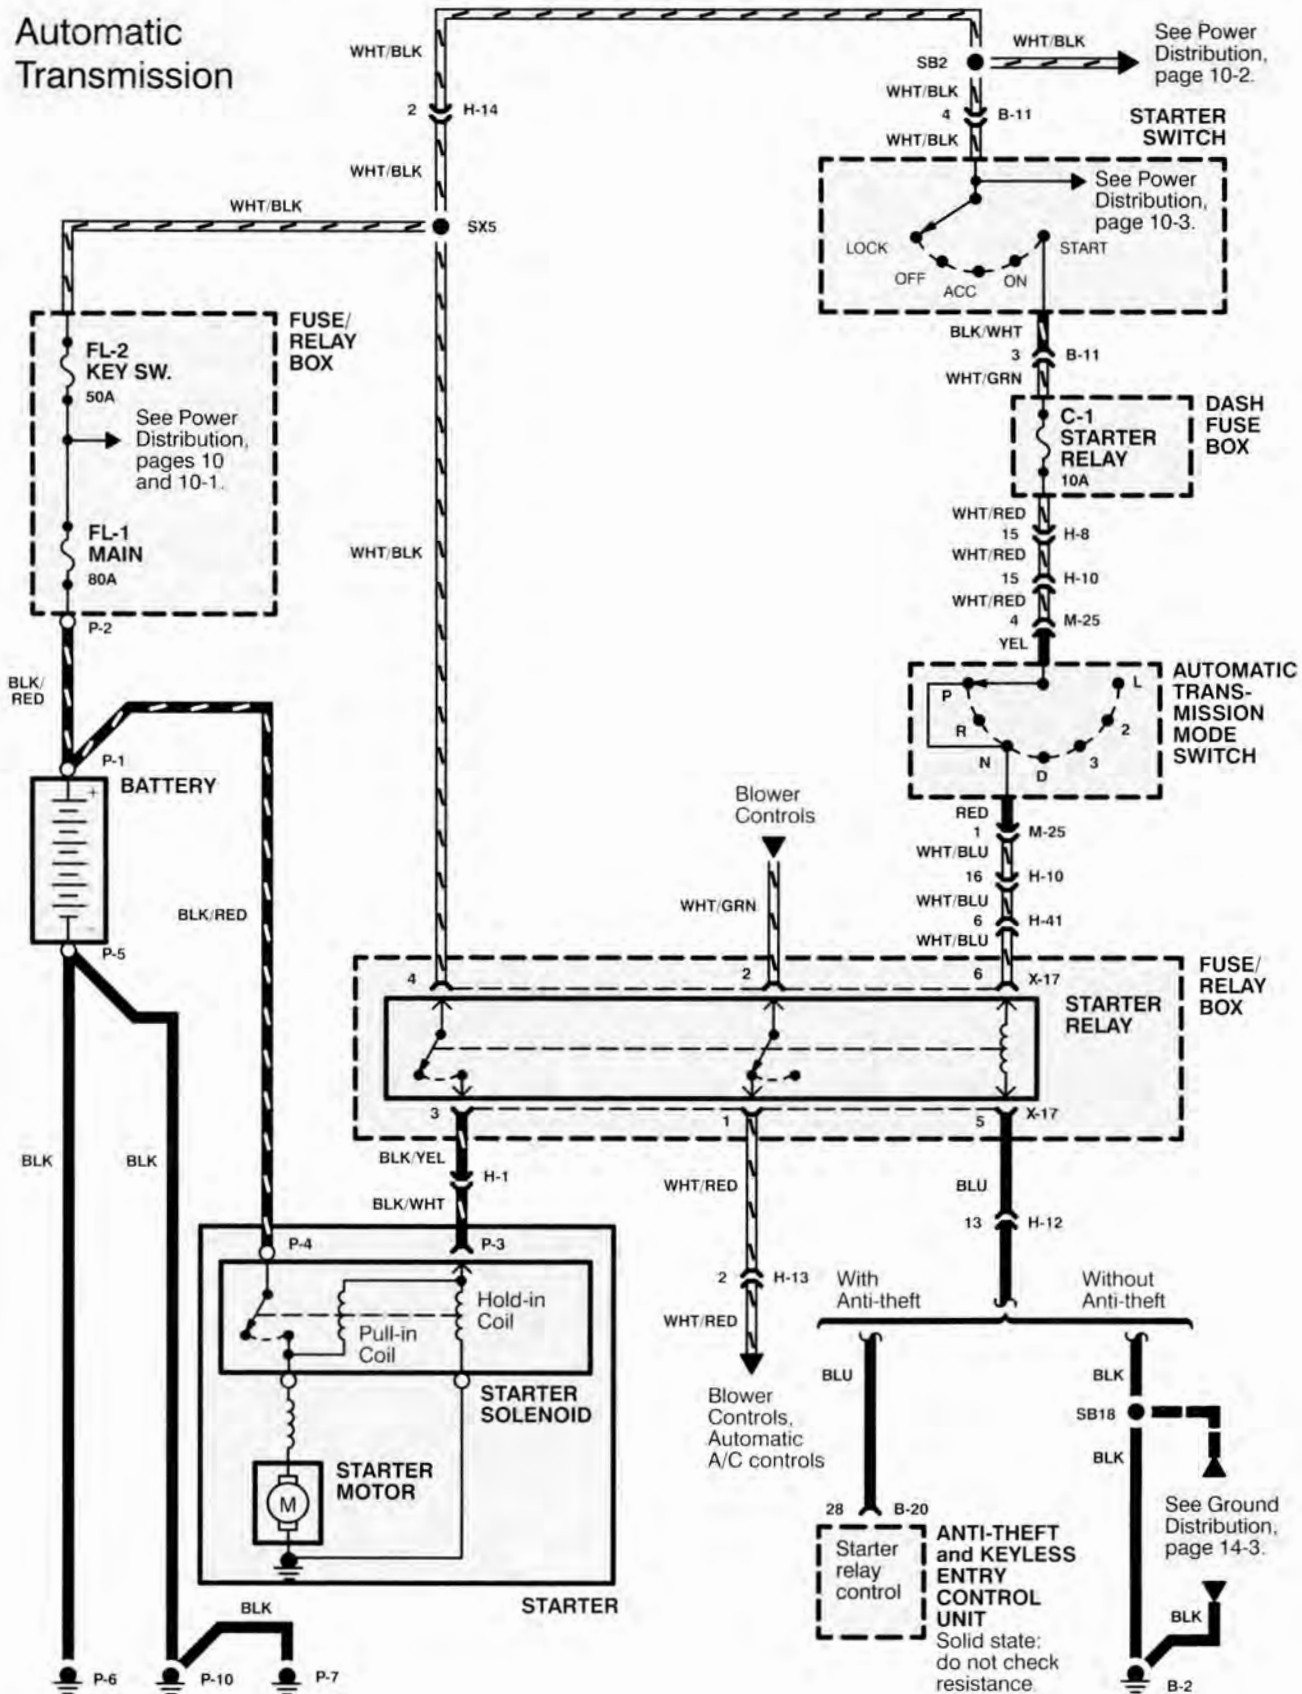 Automatic
Transmission
WHT/BLK
2 H-14
WHT/BLK
SB2
WHT/BLK
See Power
Distribution,
page 10-2.
WHT/BLK
4 B-11
WHT/BLK
STARTER
SWITCH
See Power
Distribution,
page 10-3.
LOCK
OFF
ACC
ON
START
WHT/BLK
SX5
BLK/WHT
3 B-11
WHT/GRN
FUSE/
RELAY
BOX
FL-2
KEY SW.
50A
See Power
Distribution,
pages 10
and 10-1.
FL-1
MAIN
80A
P-2
WHT/BLK
DASH
FUSE
BOX
C-1
STARTER
RELAY
10A
WHT/RED
15 H-8
WHT/RED
15 H-10
WHT/RED
4 M-25
YEL
AUTOMATIC
TRANS-
MISSION
MODE
SWITCH
P
R
N
D
3
2
L
BLK/
RED
P-1
BATTERY
+
-
P-5
BLK/RED
Blower
Controls
WHT/GRN
RED
1 M-25
WHT/BLU
16 H-10
WHT/BLU
6 H-41
WHT/BLU
4
2
6
X-17
FUSE/
RELAY
BOX
STARTER
RELAY
3
1
5
X-17
BLK
BLK
BLK/YEL
H-1
BLK/WHT
WHT/RED
2 H-13
WHT/RED
Blower
Controls,
Automatic
A/C controls
BLU
13 H-12
With
Anti-theft
Without
Anti-theft
P-4
P-3
Hold-in
Coil
Pull-in
Coil
STARTER
SOLENOID
STARTER
MOTOR
M
STARTER
BLU
28 B-20
Starter
relay
control
ANTI-THEFT
and KEYLESS
ENTRY
CONTROL
UNIT
Solid state:
do not check
resistance
BLK
SB18
BLK
See Ground
Distribution,
page 14-3.
BLK
B-2
BLK
P-6
P-10
P-7